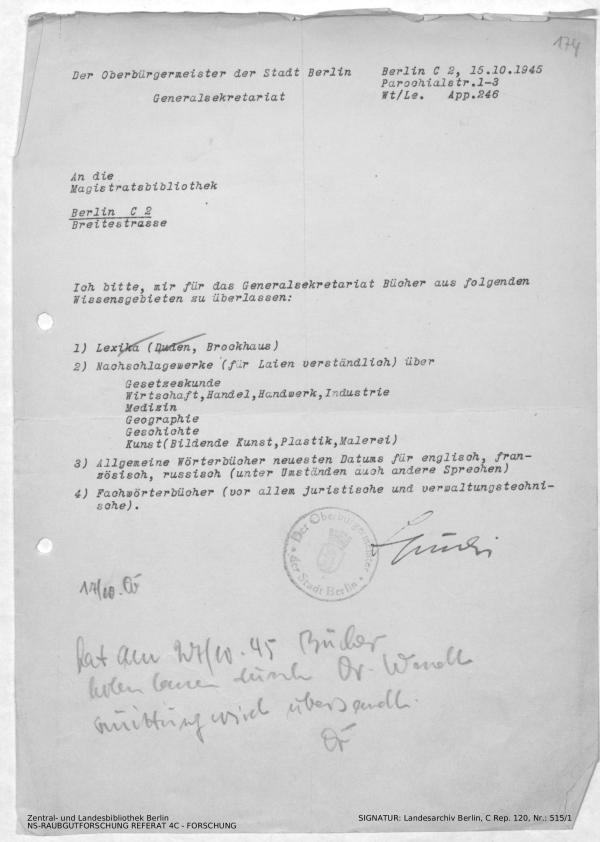 174
Der Oberbürgermeister der Stadt Berlin
Generalsekretariat
Berlin C 2, 15.10.1945
Parochialstr.1-3
Wt/Le. App.246
An die
Magistratsbibliothek
Berlin C 2
Breitestrasse
Ich bitte, mir für das Generalsekretariat Bücher aus folgenden
Wissensgebieten zu überlassen:
1) Lexika (Duden, Brockhaus)
2) Nachschlagewerke (für Laien verständlich) über
Gesetzeskunde
Wirtschaft,Handel,Handwerk,Industrie
Medizin
Geographie
Geschichte
Kunst(Bildende Kunst,Plastik,Malerei)
3) Allgemeine Wörterbücher neuesten Datums für englisch, fran-
zösisch, russisch (unter Umständen auch andere Sprechen)
4) Fachwörterbücher (vor allem juristische und verwaltungstechni-
sche).
Der Oberbürgermeister
der Stadt Berlin
17/10.
hat am 27/10.45 Bücher
holen lassen durch Dr. Wendt
Quittung wird übersandt.
Zentral- und Landesbibliothek Berlin
NS-RAUBGUTFORSCHUNG REFERAT 4C - FORSCHUNG
SIGNATUR: Landesarchiv Berlin, C Rep. 120, Nr.: 515/1